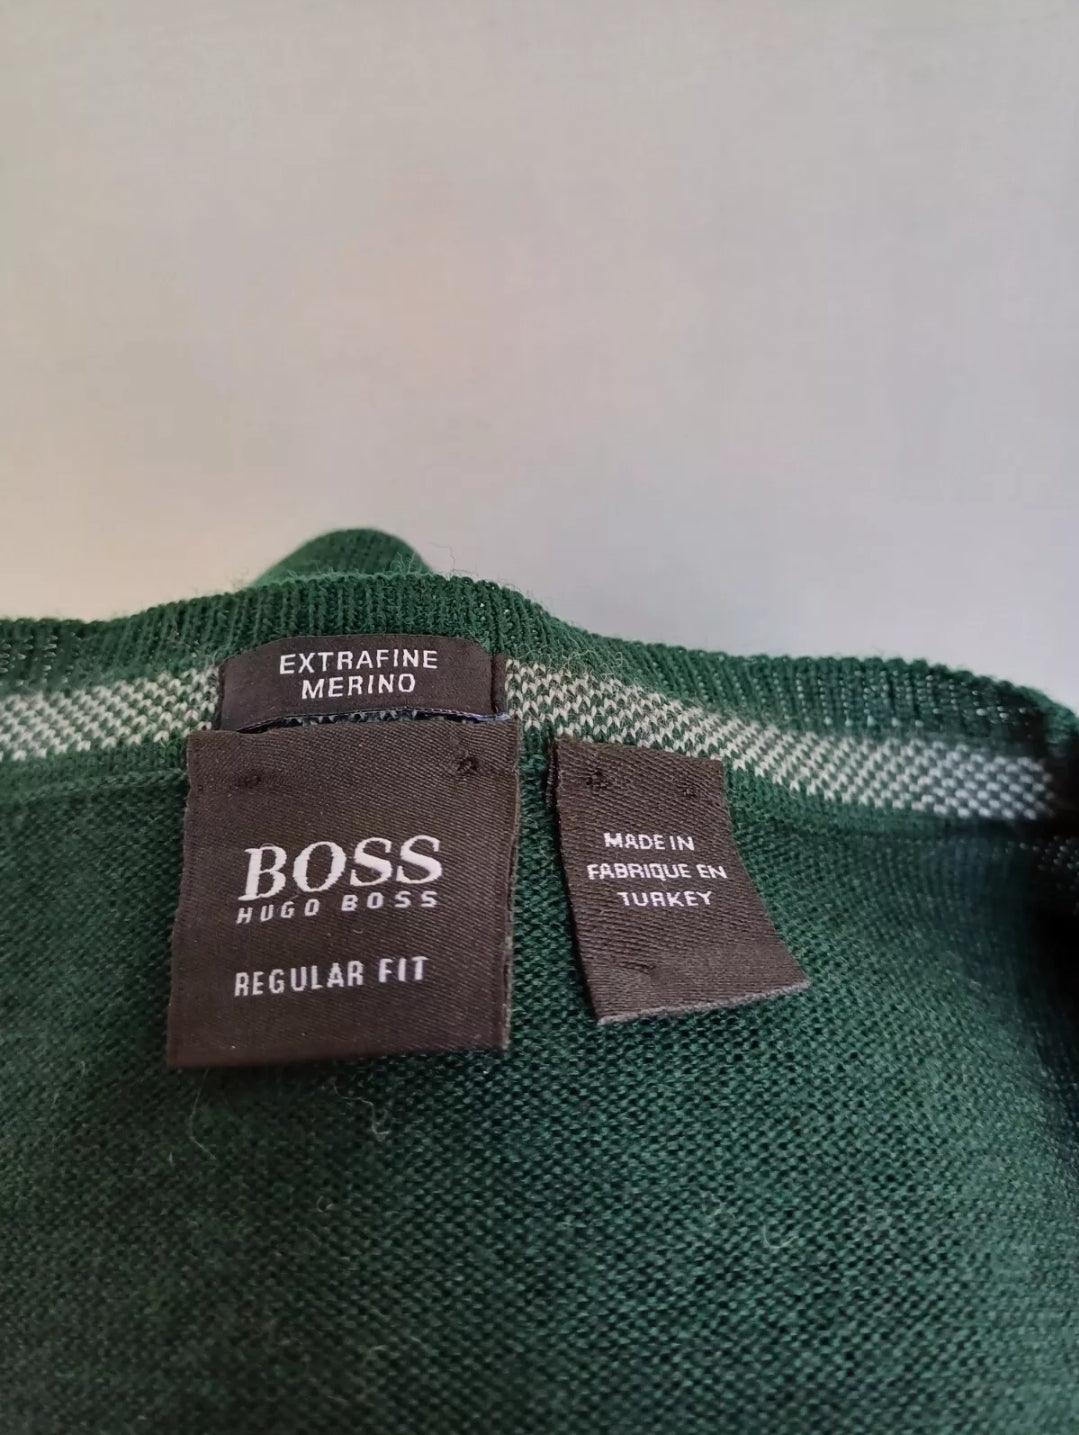 EXTRAFINE
MERINO
BOSS
HUGO BOSS
REGULAR FIT
MADE IN
FABRIQUE EN
TURKEY